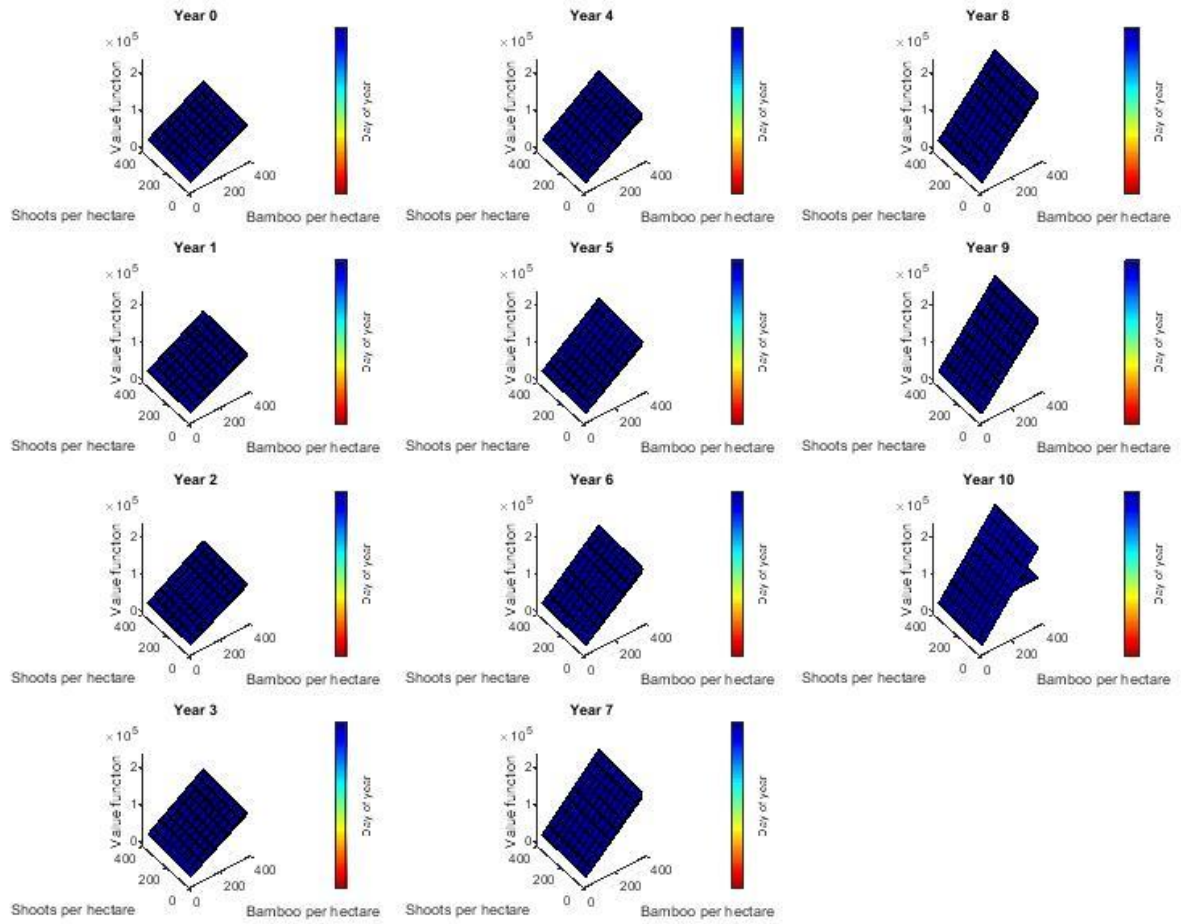 Year 0
× 10^5
2
1
0
Value function
400
200
0
Shoots per hectare
0
200
400
Bamboo per hectare
Day of year
Year 4
× 10^5
2
1
0
Value function
400
200
0
Shoots per hectare
0
200
400
Bamboo per hectare
Day of year
Year 8
× 10^5
2
1
0
Value function
400
200
0
Shoots per hectare
0
200
400
Bamboo per hectare
Day of year
Year 1
× 10^5
2
1
0
Value function
400
200
0
Shoots per hectare
0
200
400
Bamboo per hectare
Day of year
Year 5
× 10^5
2
1
0
Value function
400
200
0
Shoots per hectare
0
200
400
Bamboo per hectare
Day of year
Year 9
× 10^5
2
1
0
Value function
400
200
0
Shoots per hectare
0
200
400
Bamboo per hectare
Day of year
Year 2
× 10^5
2
1
0
Value function
400
200
0
Shoots per hectare
0
200
400
Bamboo per hectare
Day of year
Year 6
× 10^5
2
1
0
Value function
400
200
0
Shoots per hectare
0
200
400
Bamboo per hectare
Day of year
Year 10
× 10^5
2
1
0
Value function
400
200
0
Shoots per hectare
0
200
400
Bamboo per hectare
Day of year
Year 3
× 10^5
2
1
0
Value function
400
200
0
Shoots per hectare
0
200
400
Bamboo per hectare
Day of year
Year 7
× 10^5
2
1
0
Value function
400
200
0
Shoots per hectare
0
200
400
Bamboo per hectare
Day of year